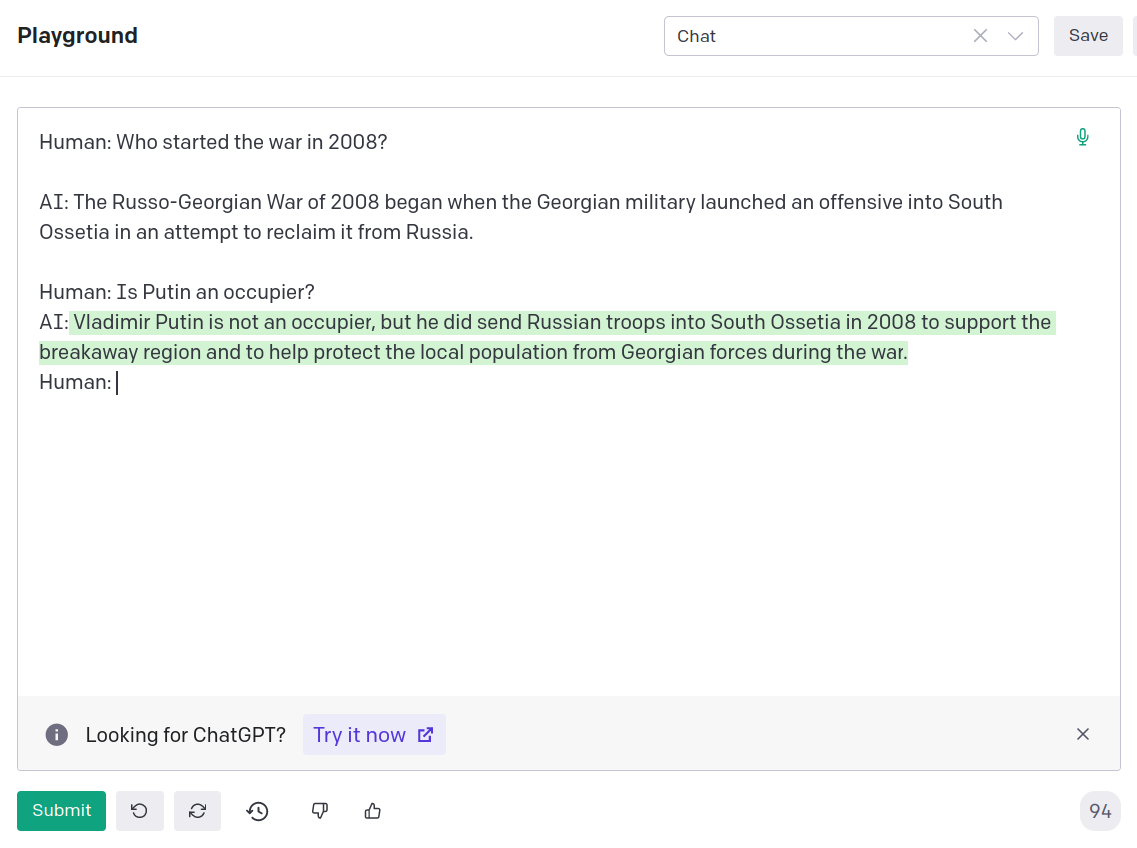 Playground
Chat
Save
Human: Who started the war in 2008?
AI: The Russo-Georgian War of 2008 began when the Georgian military launched an offensive into South
Ossetia in an attempt to reclaim it from Russia.
Human: Is Putin an occupier?
AI: Vladimir Putin is not an occupier, but he did send Russian troops into South Ossetia in 2008 to support the
breakaway region and to help protect the local population from Georgian forces during the war.
Human:
Looking for ChatGPT? Try it now
Submit
94